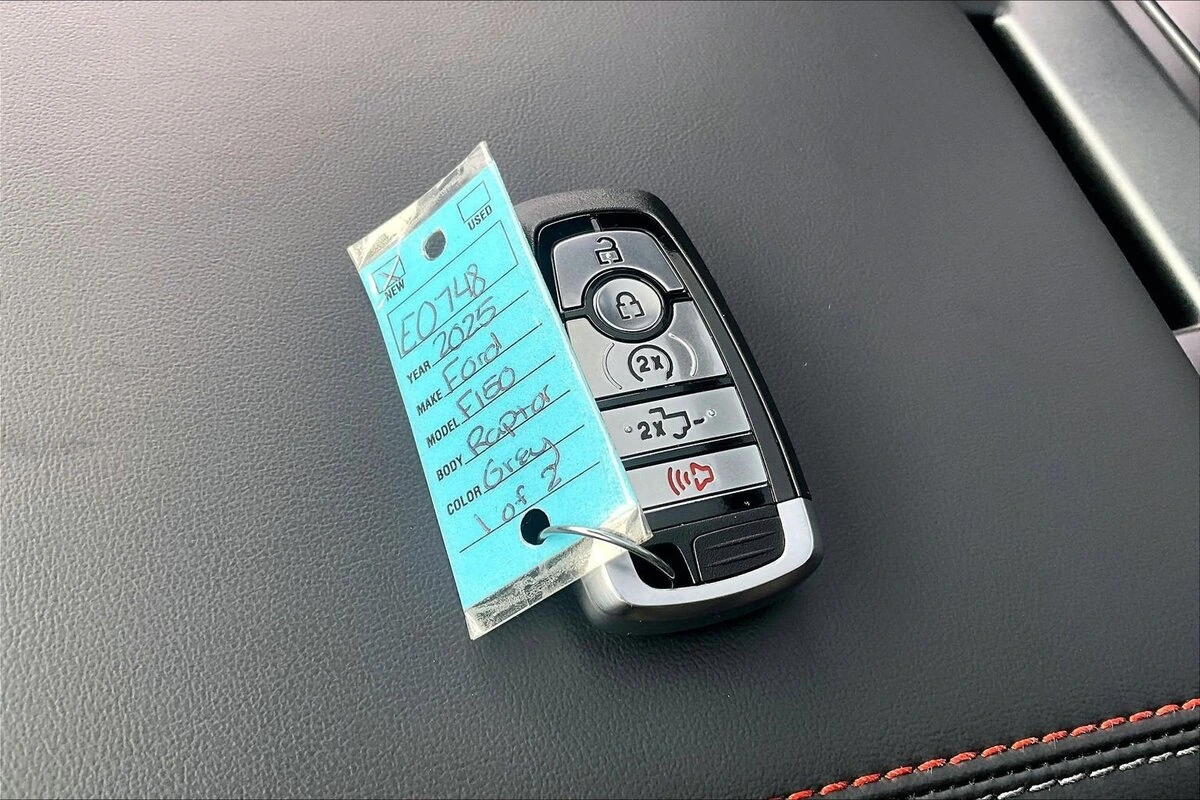 USED
NEW
E0748
YEAR 2025
MAKE Ford
MODEL F150
BODY Raptor
COLOR Grey
1 of 2
2x
2x